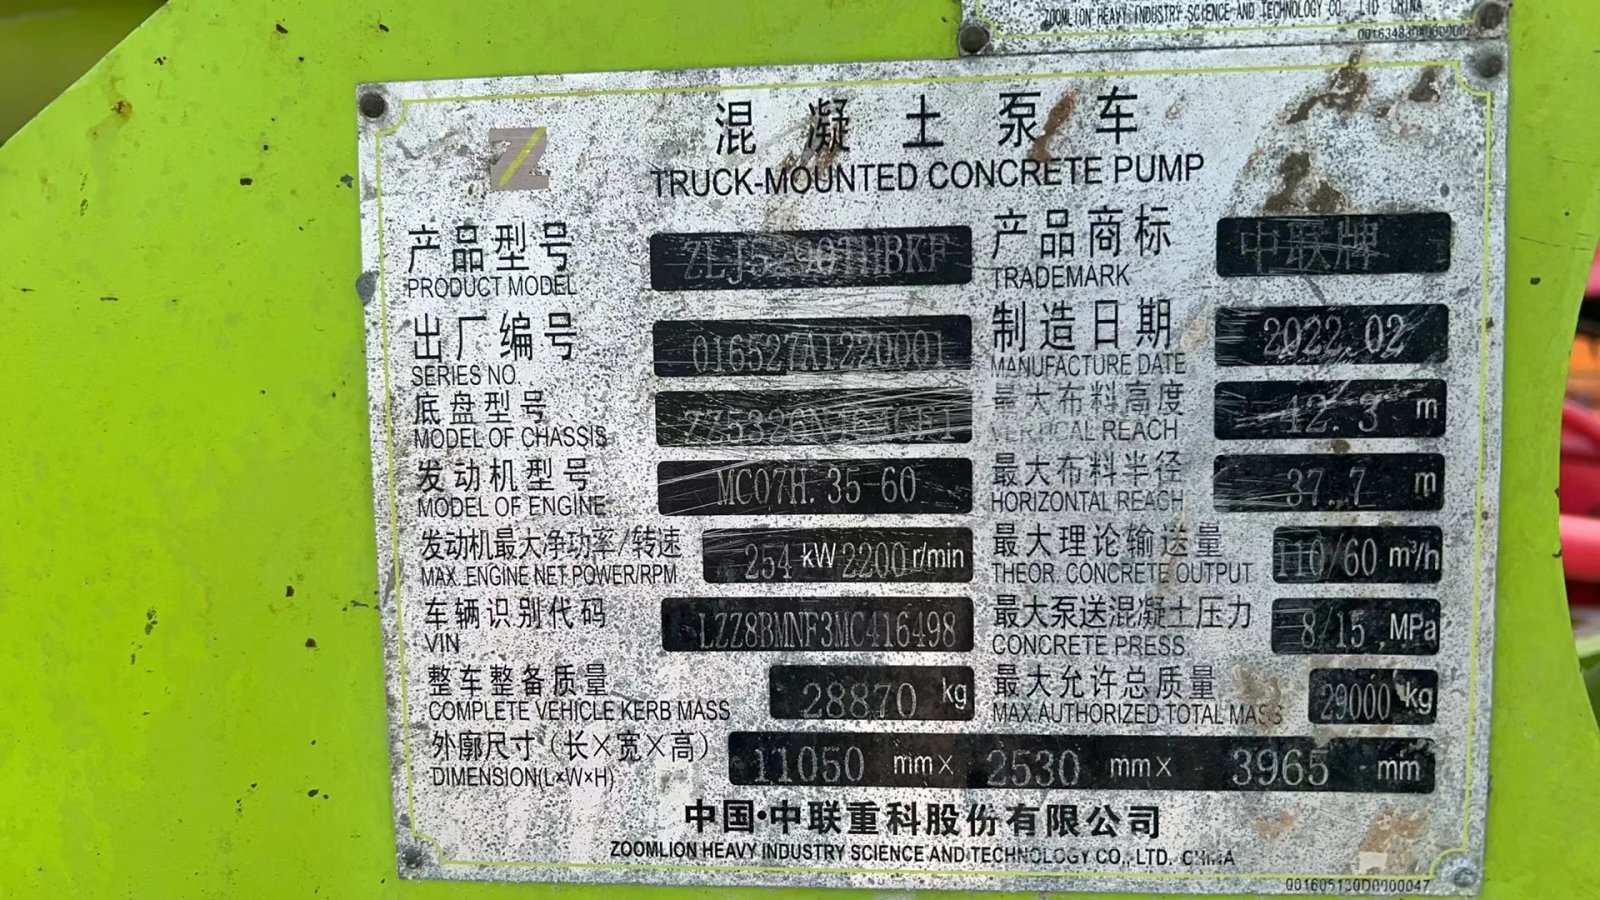 ZOOMLION HEAVY INDUSTRY SCIENCE AND TECHNOLOGY CO., LTD. CHINA
混凝土泵车
TRUCK-MOUNTED CONCRETE PUMP
产品型号 ZLJ5290THBKF 产品商标 中联牌
PRODUCT MODEL TRADEMARK
出厂编号 016527A1220001 制造日期 2022.02
SERIES NO. MANUFACTURE DATE
底盘型号 最大布料高度 42.3 m
MODEL OF CHASSIS VERTICAL REACH
发动机型号 MC07H.35-60 最大布料半径 37.7 m
MODEL OF ENGINE HORIZONTAL REACH
发动机最大净功率/转速 254 kW 2200 r/min 最大理论输送量 110/60 m³/h
MAX. ENGINE NET POWER/RPM THEOR. CONCRETE OUTPUT
车辆识别代码 LZZ8BMNF3MC416498 最大泵送混凝土压力 8/15 MPa
VIN CONCRETE PRESS.
整车整备质量 28870 kg 最大允许总质量 29000 kg
COMPLETE VEHICLE KERB MASS MAX.AUTHORIZED TOTAL MASS
外廓尺寸（长×宽×高） 11050 mm× 2530 mm× 3965 mm
DIMENSION(L×W×H)
中国·中联重科股份有限公司
ZOOMLION HEAVY INDUSTRY SCIENCE AND TECHNOLOGY CO., LTD. CHINA
001605130D0000047